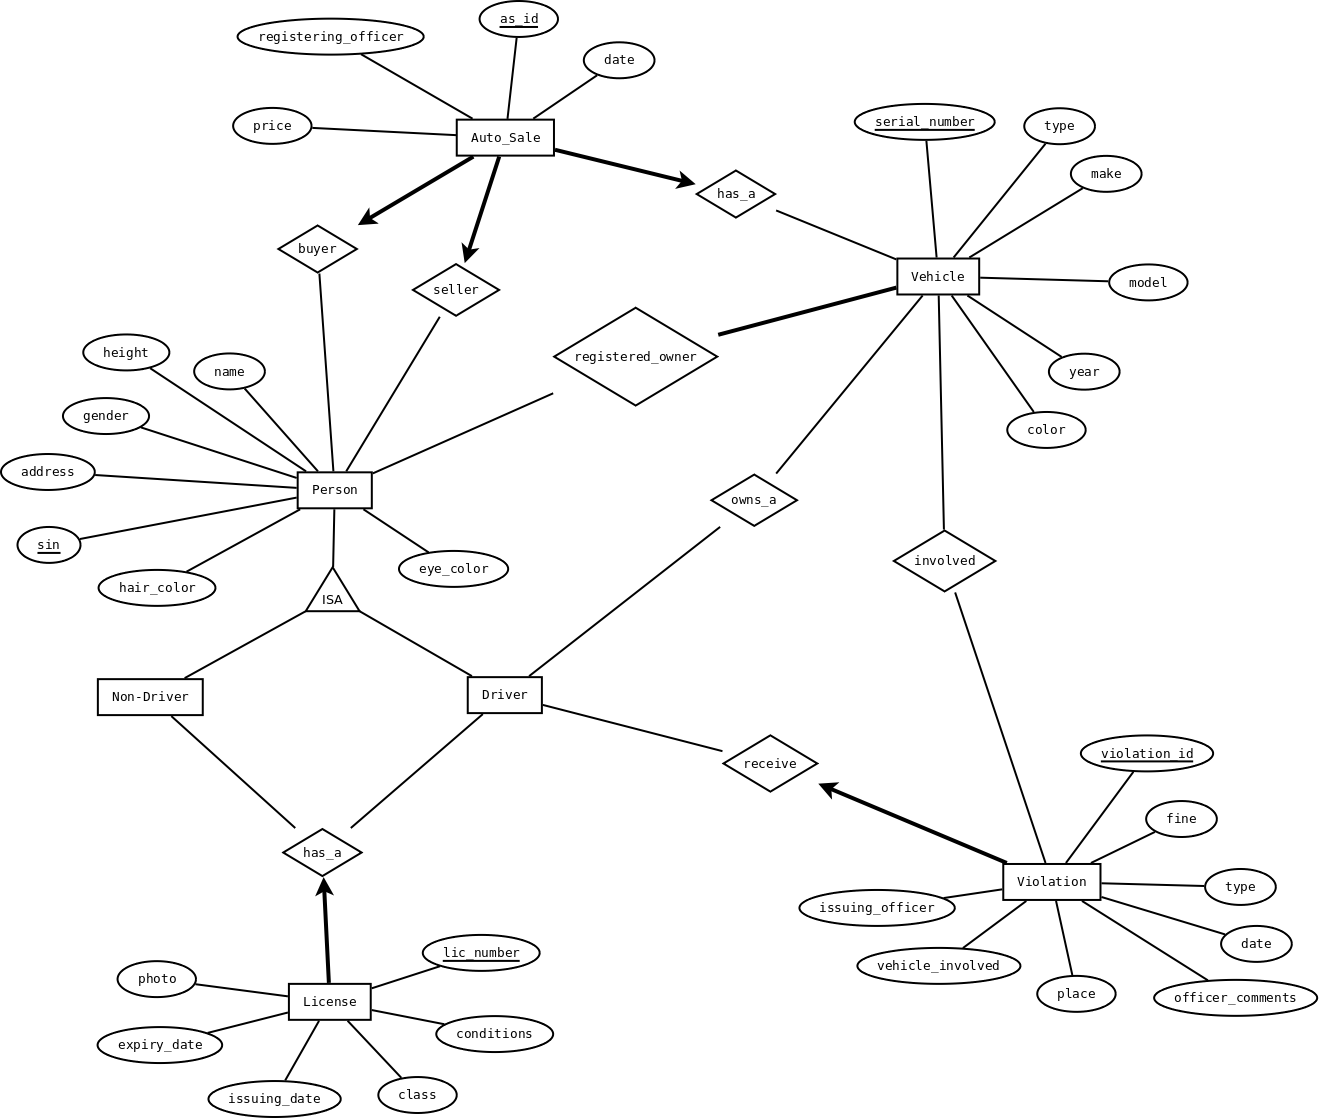 as_id
registering_officer
date
price
Auto_Sale
serial_number
type
make
has_a
buyer
Vehicle
model
seller
height
name
registered_owner
year
gender
color
address
Person
owns_a
sin
involved
eye_color
hair_color
ISA
Non-Driver
Driver
violation_id
receive
fine
has_a
Violation
type
issuing_officer
date
lic_number
vehicle_involved
photo
place
officer_comments
License
conditions
expiry_date
class
issuing_date